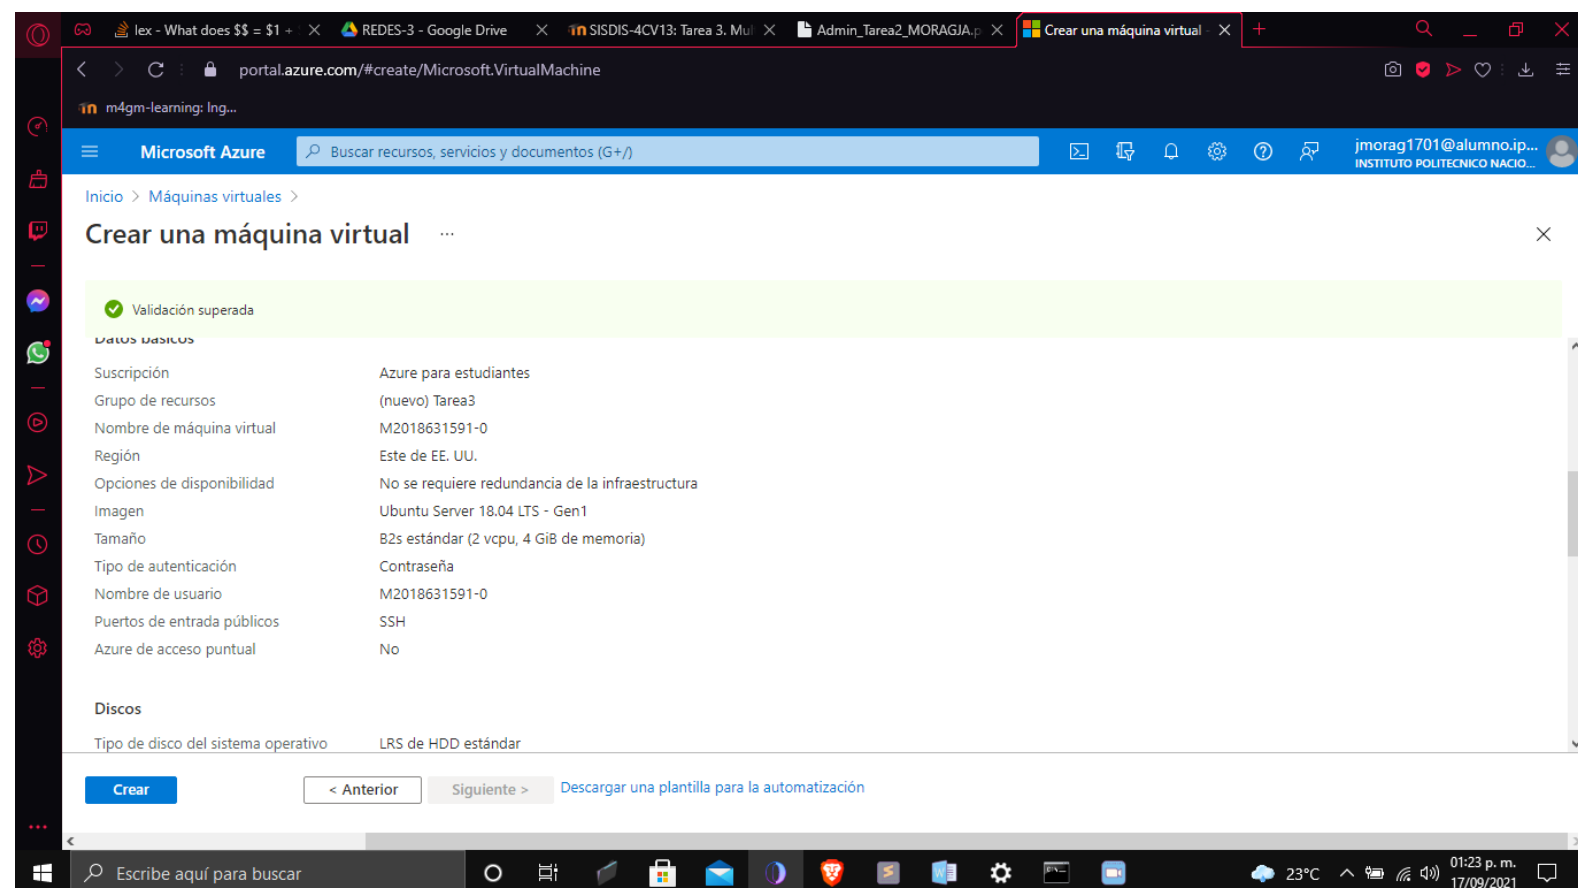 lex - What does $$ = $1 +
REDES-3 - Google Drive
SISDIS-4CV13: Tarea 3. Mul
Admin_Tarea2_MORAGJA.p
Crear una máquina virtual -
portal.azure.com/#create/Microsoft.VirtualMachine
m4gm-learning: Ing...
Microsoft Azure
Buscar recursos, servicios y documentos (G+/)
jmorag1701@alumno.ip...
INSTITUTO POLITECNICO NACIO...
Inicio > Máquinas virtuales >
Crear una máquina virtual ...
Validación superada
Datos básicos
Suscripción Azure para estudiantes
Grupo de recursos (nuevo) Tarea3
Nombre de máquina virtual M2018631591-0
Región Este de EE. UU.
Opciones de disponibilidad No se requiere redundancia de la infraestructura
Imagen Ubuntu Server 18.04 LTS - Gen1
Tamaño B2s estándar (2 vcpu, 4 GiB de memoria)
Tipo de autenticación Contraseña
Nombre de usuario M2018631591-0
Puertos de entrada públicos SSH
Azure de acceso puntual No
Discos
Tipo de disco del sistema operativo LRS de HDD estándar
Crear < Anterior Siguiente > Descargar una plantilla para la automatización
Escribe aquí para buscar
23°C
01:23 p. m.
17/09/2021